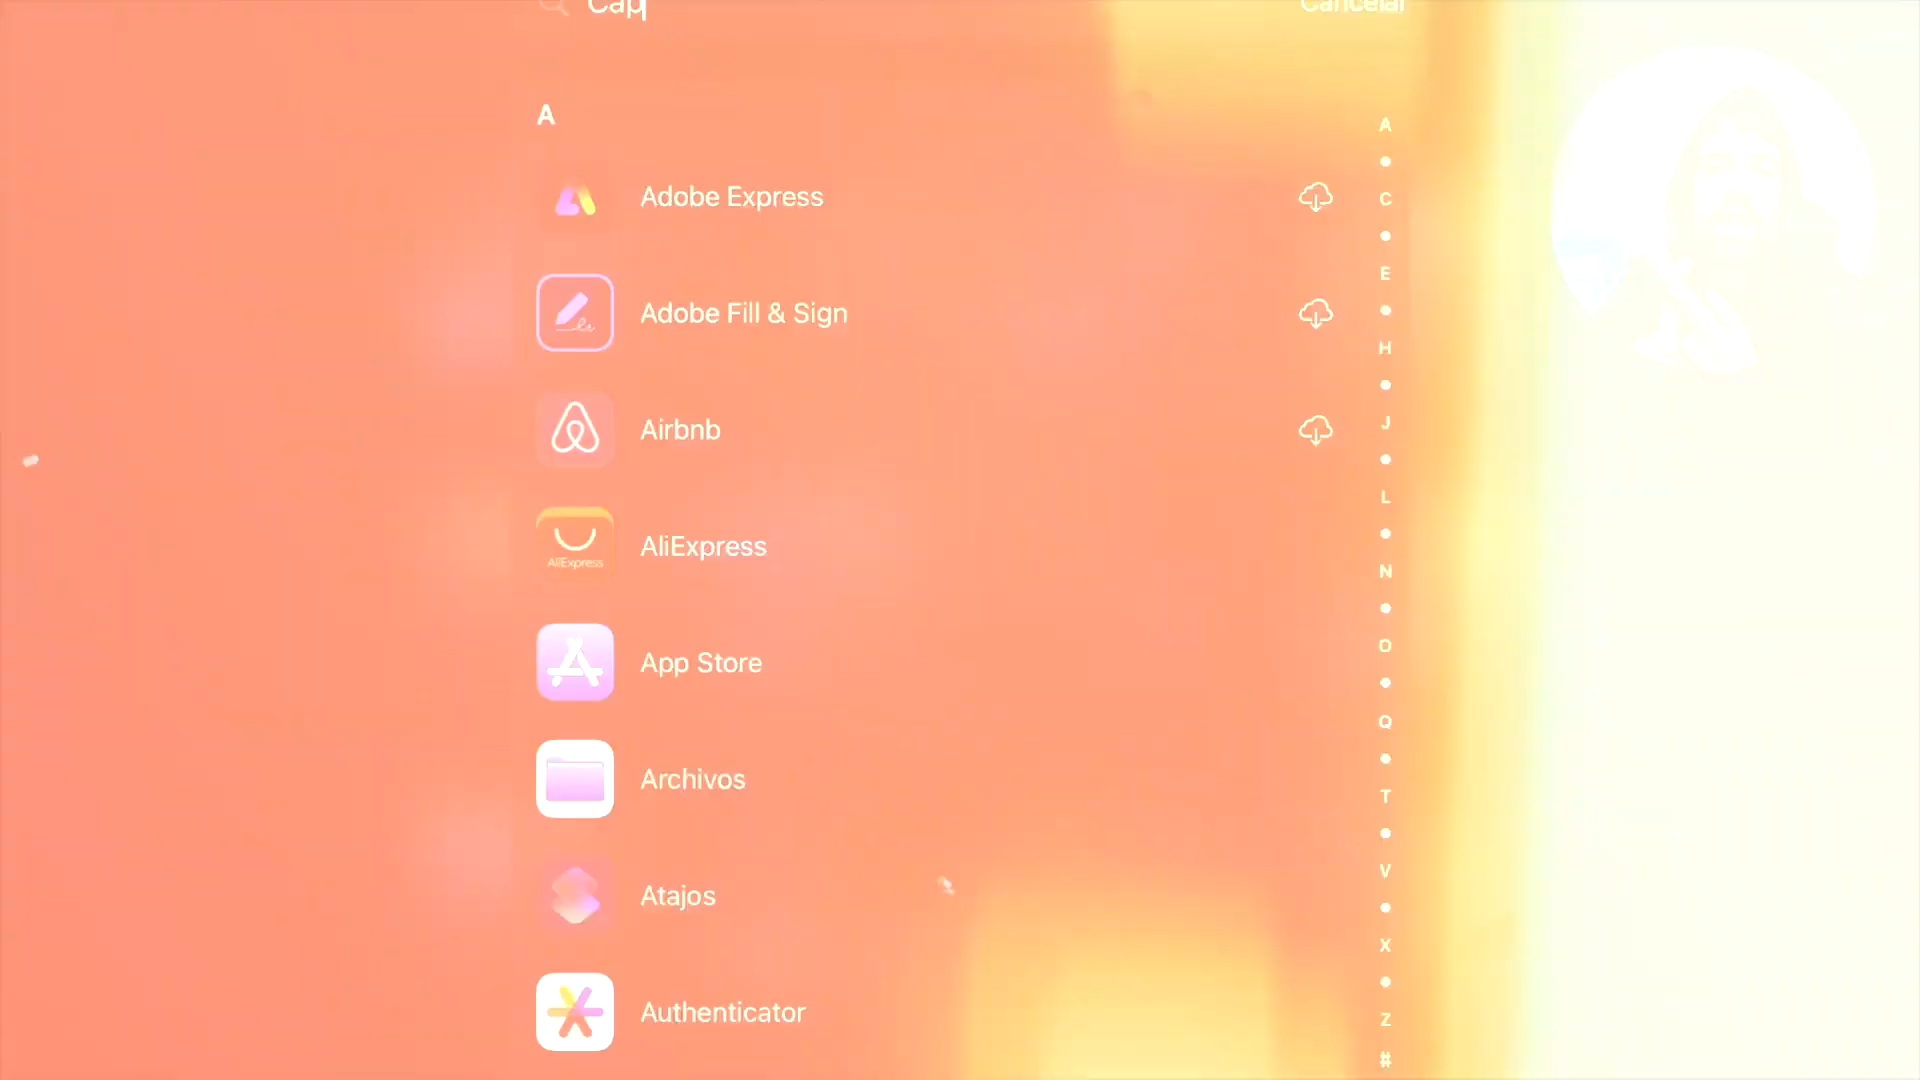 Cap
Cancelar
A
Adobe Express
Adobe Fill & Sign
Airbnb
AliExpress
AliExpress
App Store
Archivos
Atajos
Authenticator
A
C
E
H
J
L
N
O
Q
T
V
X
Z
#